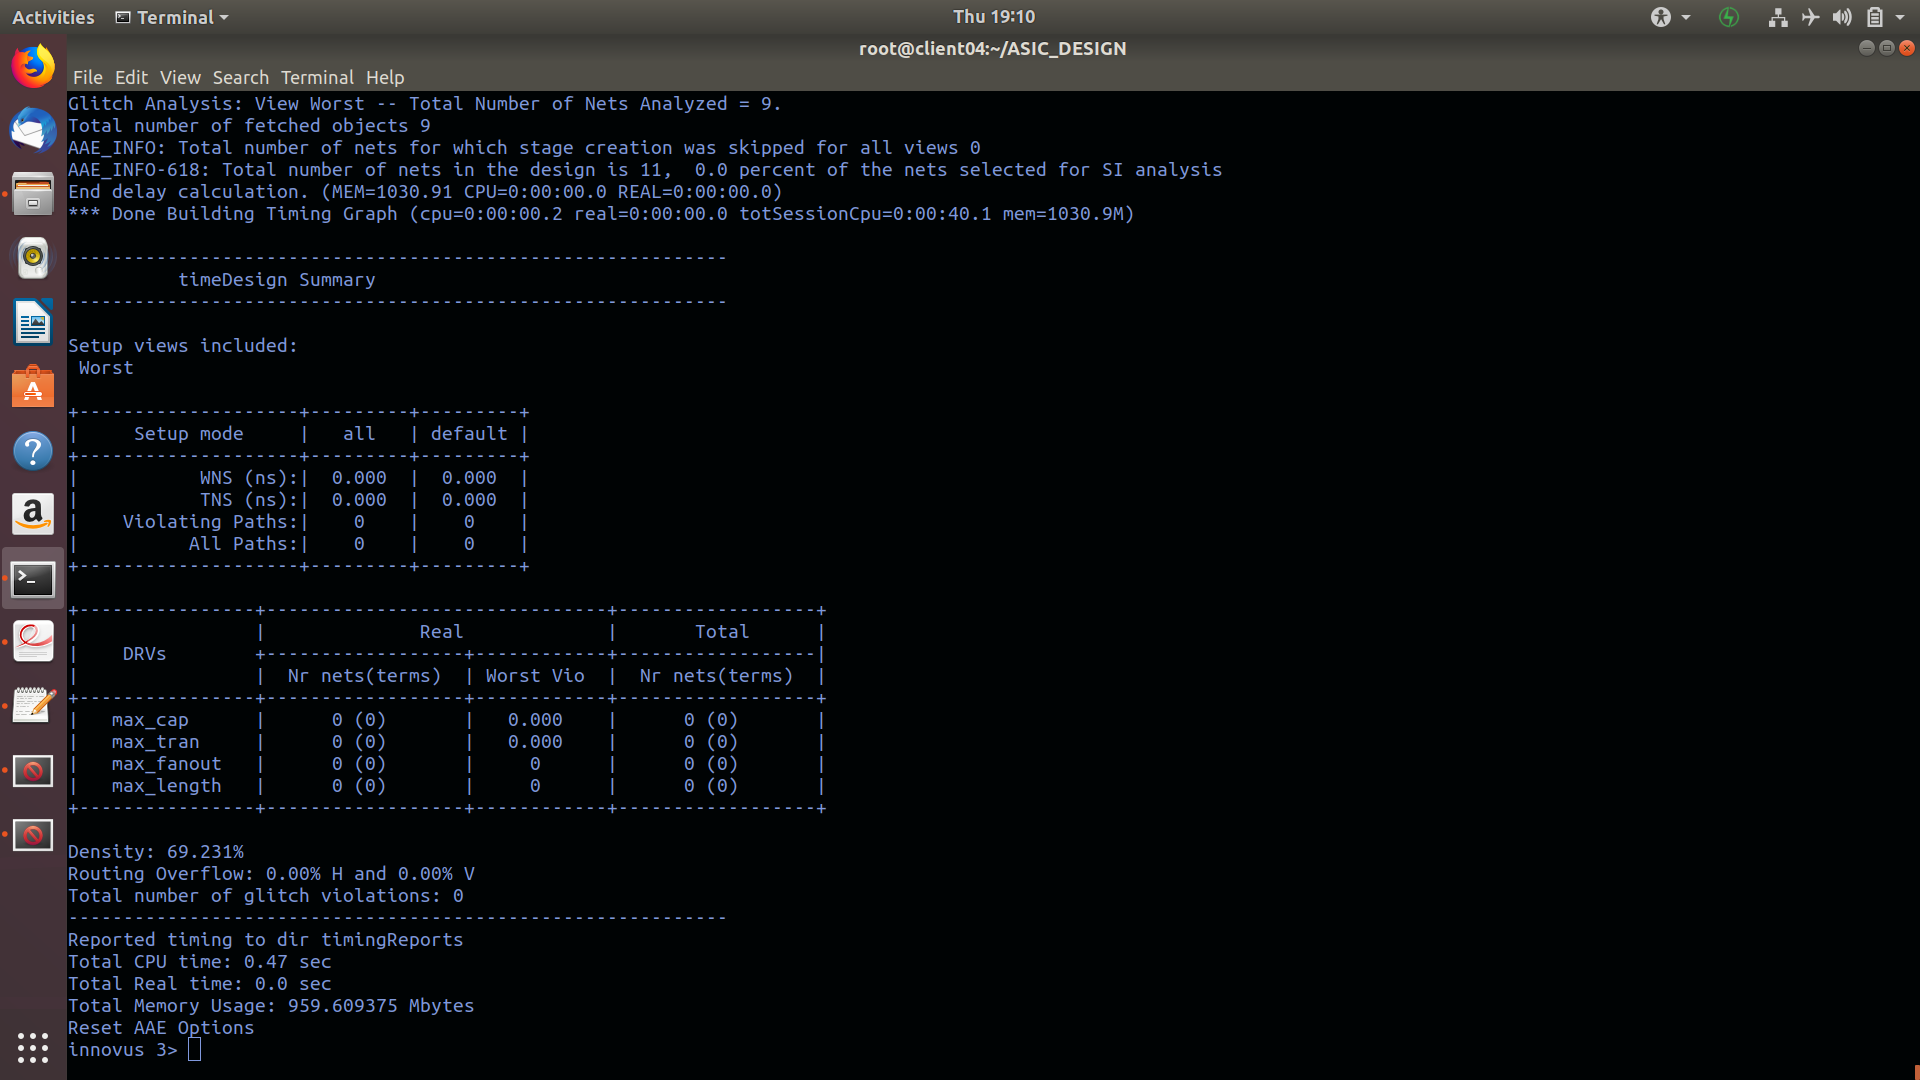 Activities Terminal Thu 19:10
root@client04:~/ASIC_DESIGN
File Edit View Search Terminal Help
Glitch Analysis: View Worst -- Total Number of Nets Analyzed = 9.
Total number of fetched objects 9
AAE_INFO: Total number of nets for which stage creation was skipped for all views 0
AAE_INFO-618: Total number of nets in the design is 11,  0.0 percent of the nets selected for SI analysis
End delay calculation. (MEM=1030.91 CPU=0:00:00.0 REAL=0:00:00.0)
*** Done Building Timing Graph (cpu=0:00:00.2 real=0:00:00.0 totSessionCpu=0:00:40.1 mem=1030.9M)
------------------------------------------------------------
          timeDesign Summary
------------------------------------------------------------
Setup views included:
 Worst
+--------------------+---------+---------+
|     Setup mode     |   all   | default |
+--------------------+---------+---------+
|           WNS (ns):|  0.000  |  0.000  |
|           TNS (ns):|  0.000  |  0.000  |
|    Violating Paths:|    0    |    0    |
|          All Paths:|    0    |    0    |
+--------------------+---------+---------+
+----------------+-------------------------------+------------------+
|                |              Real             |       Total      |
|    DRVs        +------------------+------------+------------------|
|                |  Nr nets(terms)  | Worst Vio  |  Nr nets(terms)  |
+----------------+------------------+------------+------------------+
|   max_cap      |      0 (0)       |   0.000    |      0 (0)       |
|   max_tran     |      0 (0)       |   0.000    |      0 (0)       |
|   max_fanout   |      0 (0)       |     0      |      0 (0)       |
|   max_length   |      0 (0)       |     0      |      0 (0)       |
+----------------+------------------+------------+------------------+
Density: 69.231%
Routing Overflow: 0.00% H and 0.00% V
Total number of glitch violations: 0
------------------------------------------------------------
Reported timing to dir timingReports
Total CPU time: 0.47 sec
Total Real time: 0.0 sec
Total Memory Usage: 959.609375 Mbytes
Reset AAE Options
innovus 3>